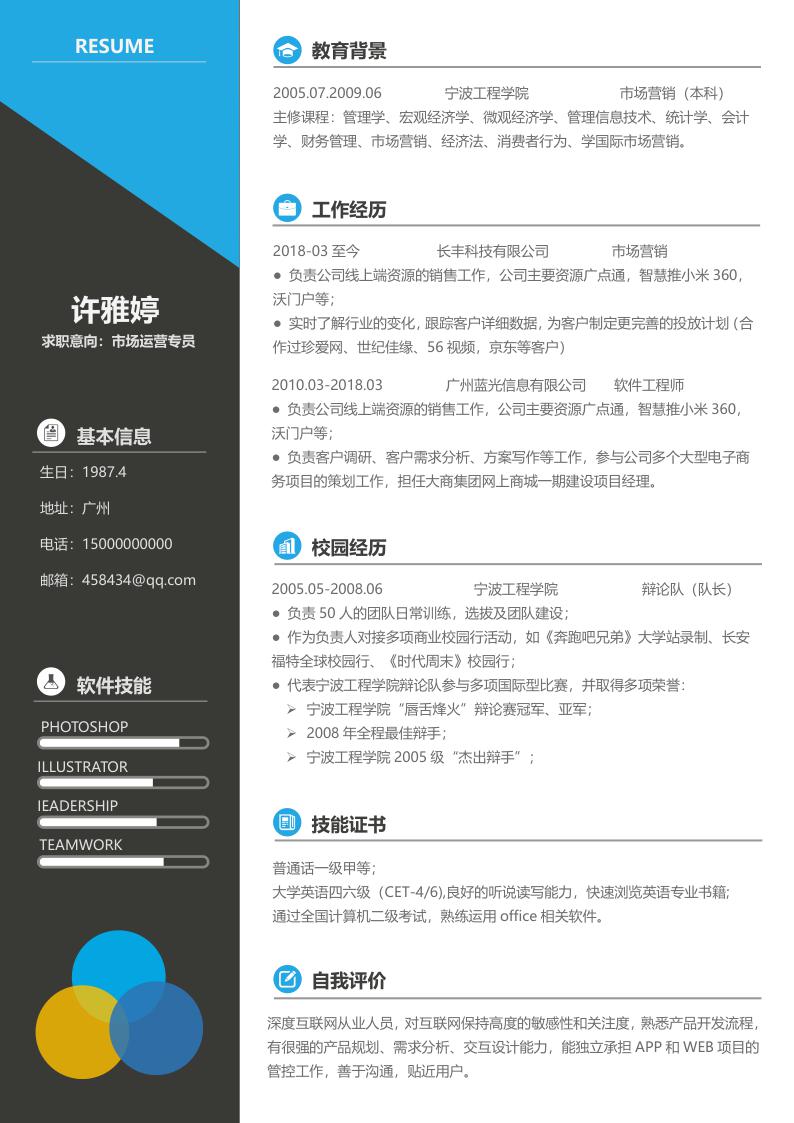 RESUME
许雅婷
求职意向：市场运营专员
基本信息
生日：1987.4
地址：广州
电话：15000000000
邮箱：458434@qq.com
软件技能
PHOTOSHOP
ILLUSTRATOR
IEADERSHIP
TEAMWORK
教育背景
2005.07.2009.06 宁波工程学院 市场营销（本科）
主修课程：管理学、宏观经济学、微观经济学、管理信息技术、统计学、会计
学、财务管理、市场营销、经济法、消费者行为、学国际市场营销。
工作经历
2018-03 至今 长丰科技有限公司 市场营销
● 负责公司线上端资源的销售工作，公司主要资源广点通，智慧推小米 360，
沃门户等；
● 实时了解行业的变化，跟踪客户详细数据，为客户制定更完善的投放计划（合
作过珍爱网、世纪佳缘、56 视频，京东等客户）
2010.03-2018.03 广州蓝光信息有限公司 软件工程师
● 负责公司线上端资源的销售工作，公司主要资源广点通，智慧推小米 360，
沃门户等；
● 负责客户调研、客户需求分析、方案写作等工作，参与公司多个大型电子商
务项目的策划工作，担任大商集团网上商城一期建设项目经理。
校园经历
2005.05-2008.06 宁波工程学院 辩论队（队长）
● 负责 50 人的团队日常训练，选拔及团队建设；
● 作为负责人对接多项商业校园行活动，如《奔跑吧兄弟》大学站录制、长安
福特全球校园行、《时代周末》校园行；
● 代表宁波工程学院辩论队参与多项国际型比赛，并取得多项荣誉：
➢ 宁波工程学院“唇舌烽火”辩论赛冠军、亚军；
➢ 2008 年全程最佳辩手；
➢ 宁波工程学院 2005 级“杰出辩手”；
技能证书
普通话一级甲等；
大学英语四六级（CET-4/6),良好的听说读写能力，快速浏览英语专业书籍;
通过全国计算机二级考试，熟练运用 office 相关软件。
自我评价
深度互联网从业人员，对互联网保持高度的敏感性和关注度，熟悉产品开发流程，
有很强的产品规划、需求分析、交互设计能力，能独立承担 APP 和 WEB 项目的
管控工作，善于沟通，贴近用户。